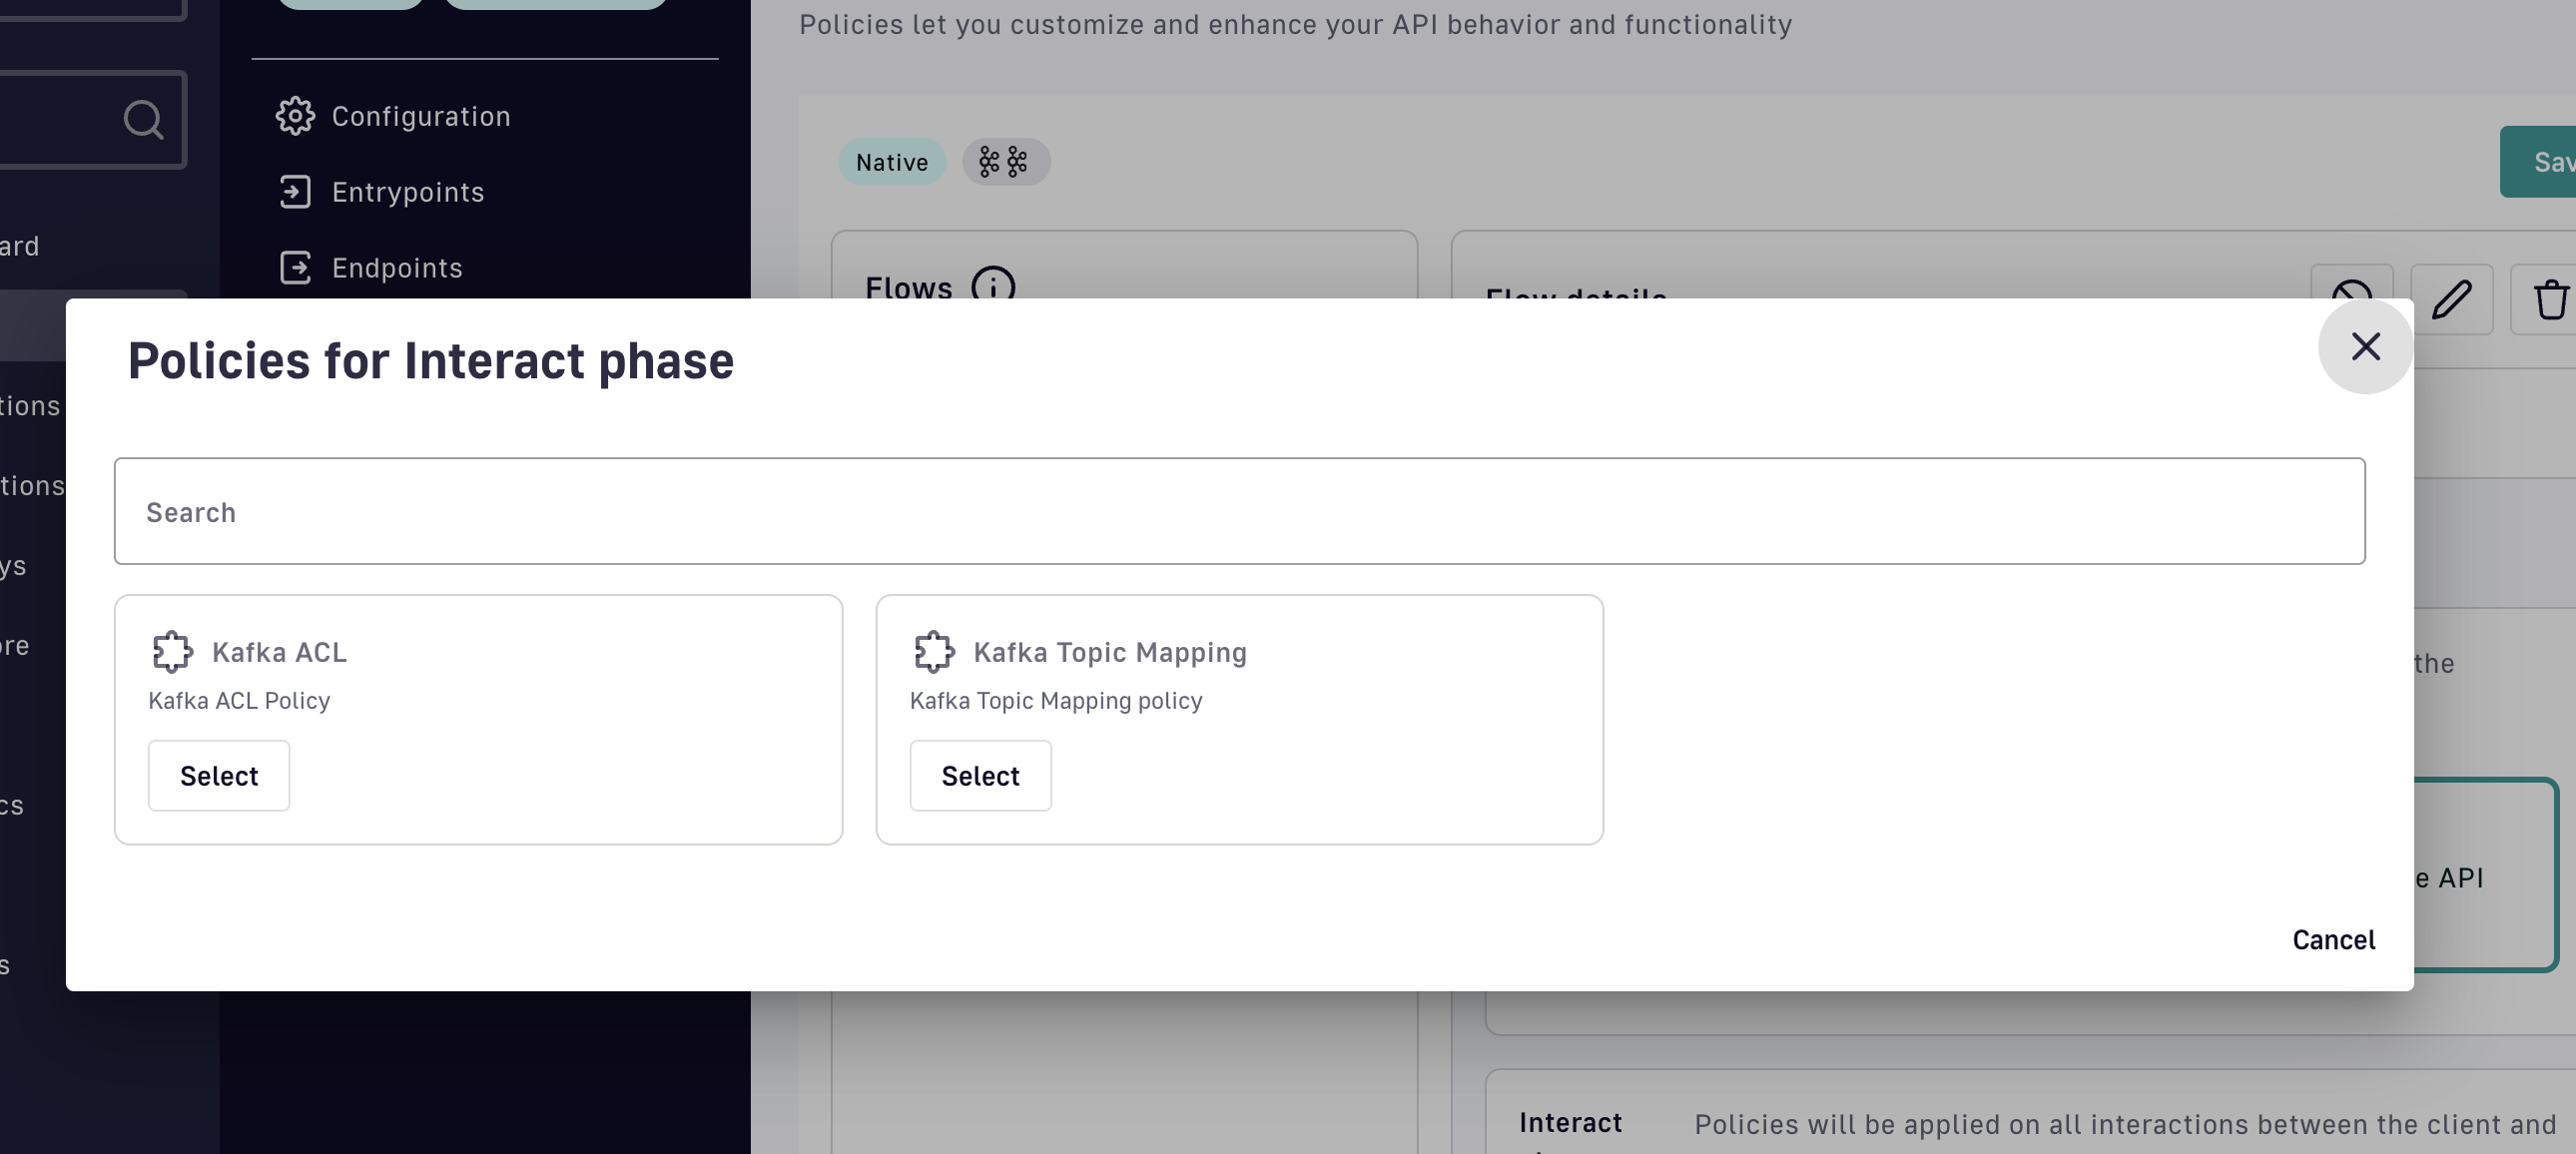 Policies let you customize and enhance your API behavior and functionality
Configuration
Entrypoints
Endpoints
ard
tions
tions
ys
ore
cs
s
Native
Sav
Flows
Flow details
Policies for Interact phase
Search
Kafka ACL
Kafka ACL Policy
Select
Kafka Topic Mapping
Kafka Topic Mapping policy
Select
Cancel
the
e API
Interact
Policies will be applied on all interactions between the client and